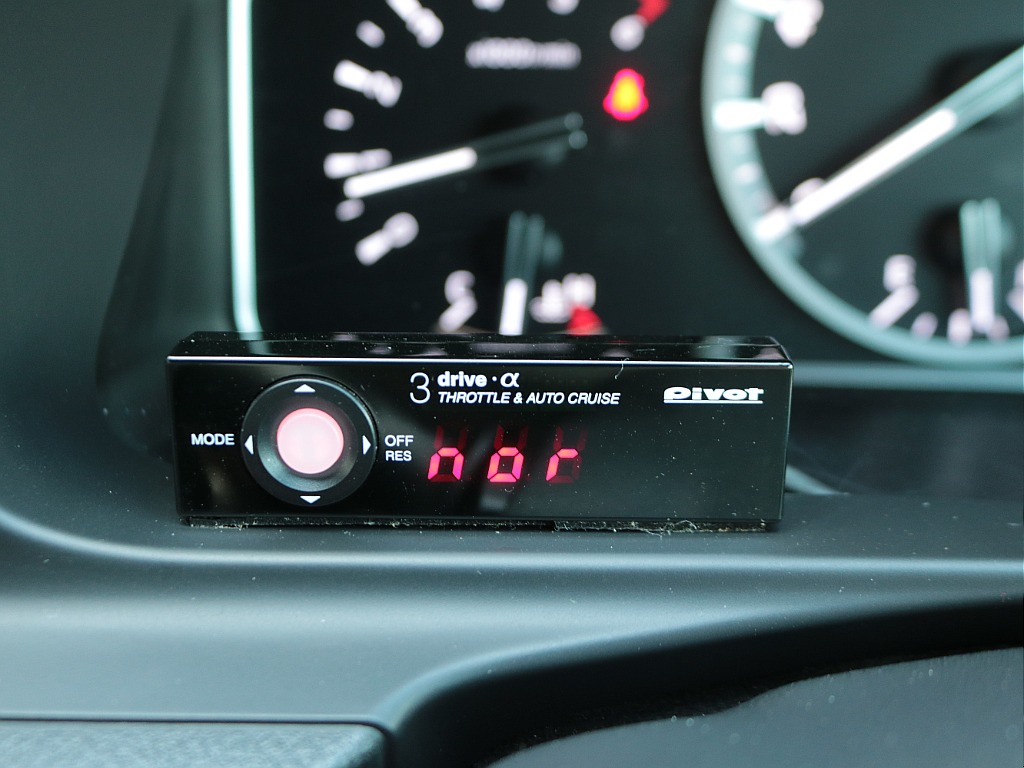 3 drive・α
THROTTLE & AUTO CRUISE
Pivot
MODE
OFF
RES
nor
C
H
E